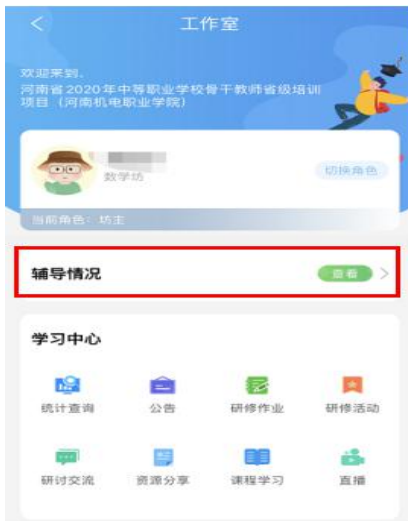 工作室
欢迎来到，
河南省2020年中等职业学校骨干教师省级培训
项目（河南机电职业学院）
数学坊
切换角色
当前角色：坊主
辅导情况
查看
学习中心
统计查询 公告 研修作业 研修活动
研讨交流 资源分享 课程学习 直播